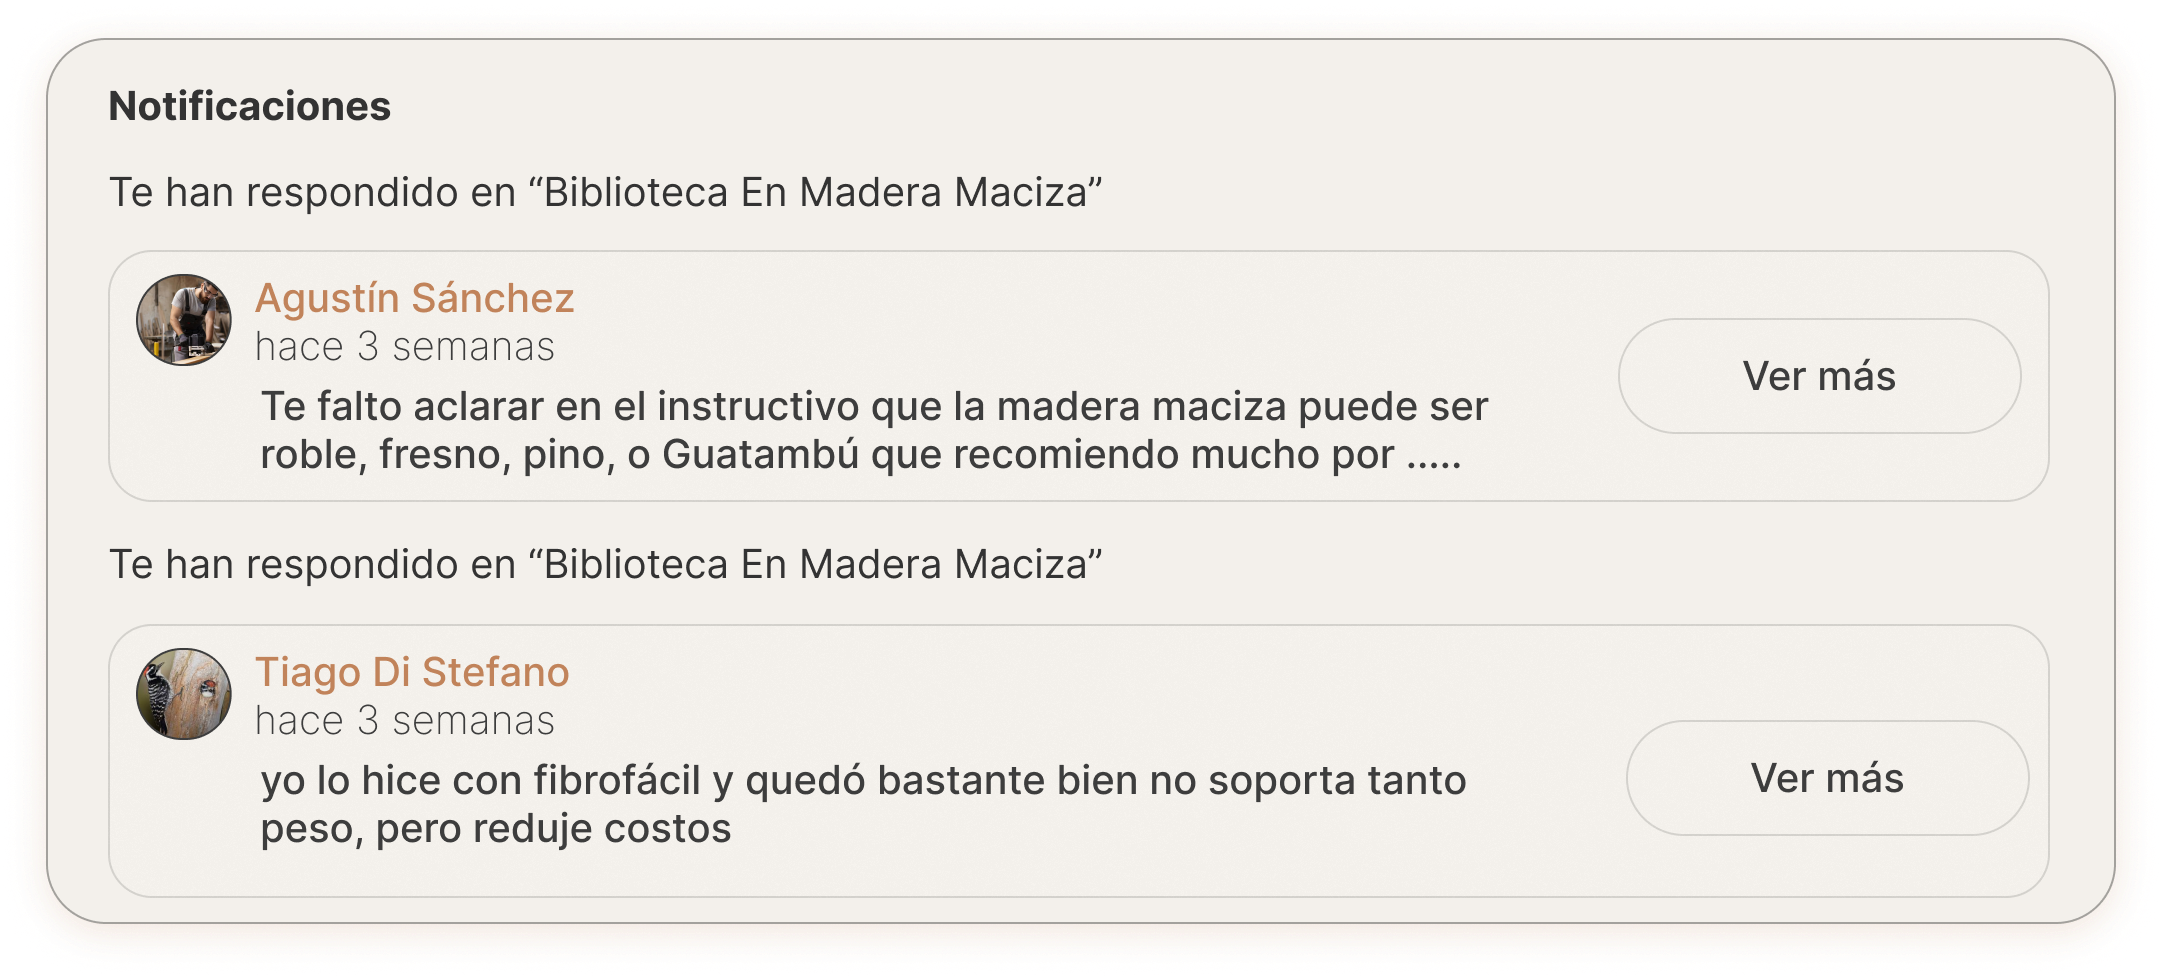 Notificaciones
Te han respondido en “Biblioteca En Madera Maciza”
Agustín Sánchez
hace 3 semanas
Te falto aclarar en el instructivo que la madera maciza puede ser
roble, fresno, pino, o Guatambú que recomiendo mucho por .....
Ver más
Te han respondido en “Biblioteca En Madera Maciza”
Tiago Di Stefano
hace 3 semanas
yo lo hice con fibrofácil y quedó bastante bien no soporta tanto
peso, pero reduje costos
Ver más